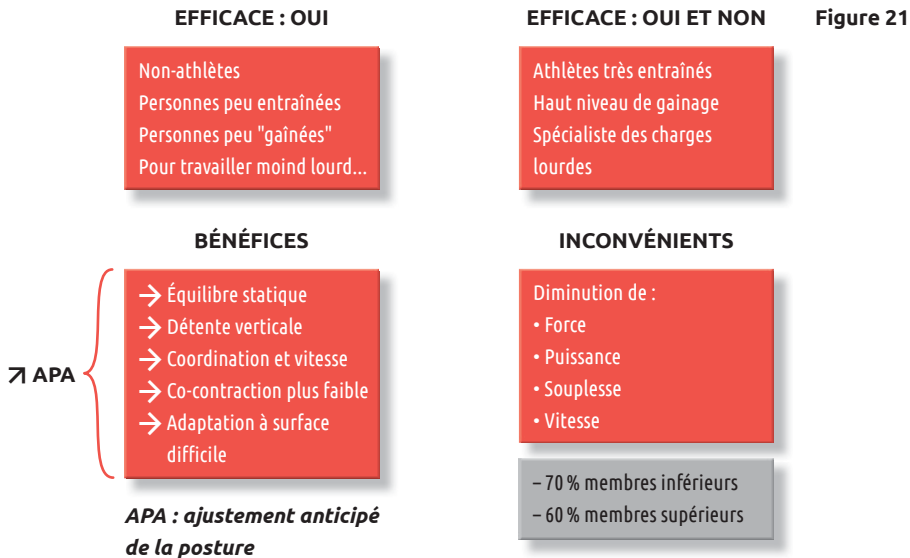 EFFICACE : OUI
Non-athlètes
Personnes peu entraînées
Personnes peu "gaînées"
Pour travailler moind lourd...
EFFICACE : OUI ET NON
Athlètes très entraînés
Haut niveau de gainage
Spécialiste des charges
lourdes
Figure 21
BÉNÉFICES
↗ APA
→ Équilibre statique
→ Détente verticale
→ Coordination et vitesse
→ Co-contraction plus faible
→ Adaptation à surface
difficile
APA : ajustement anticipé
de la posture
INCONVÉNIENTS
Diminution de :
• Force
• Puissance
• Souplesse
• Vitesse
– 70 % membres inférieurs
– 60 % membres supérieurs